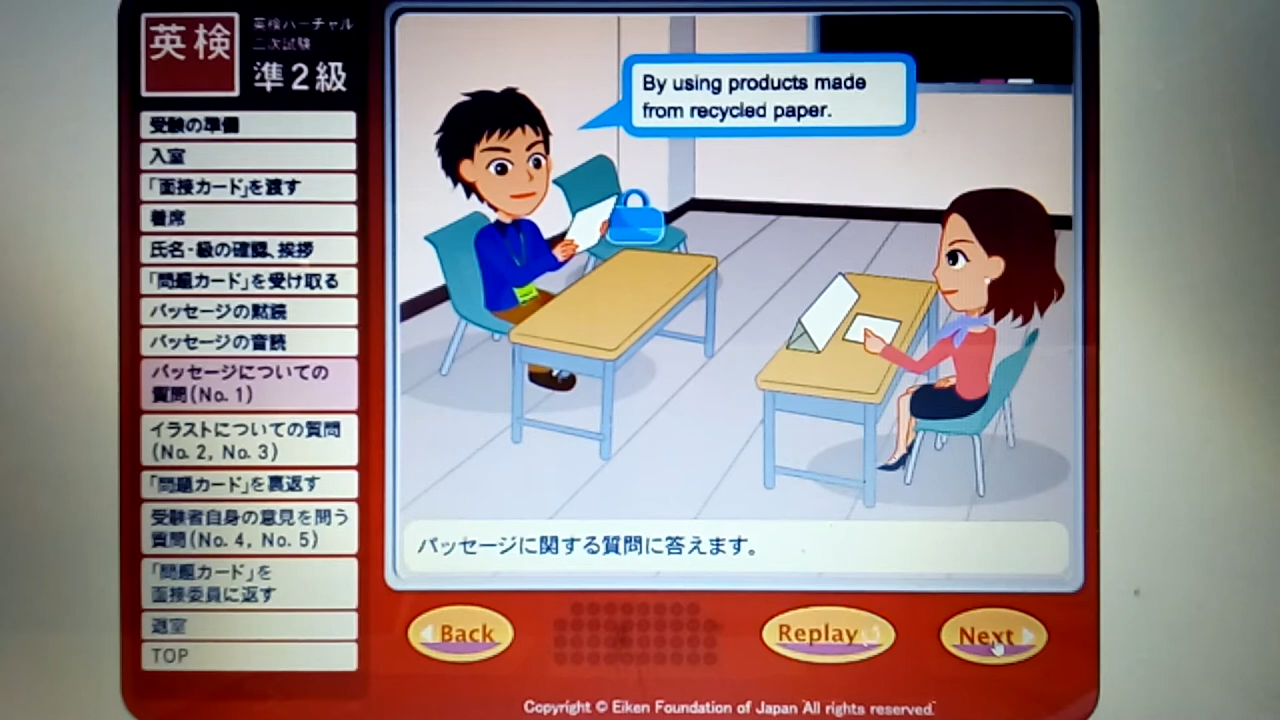 英検
英検バーチャル
二次試験
準2級
受験の準備
入室
「面接カード」を渡す
着席
氏名・級の確認、挨拶
「問題カード」を受け取る
パッセージの黙読
パッセージの音読
パッセージについての
質問(No. 1)
イラストについての質問
(No. 2, No. 3)
「問題カード」を裏返す
受験者自身の意見を問う
質問(No. 4, No. 5)
「問題カード」を
面接委員に返す
退室
TOP
By using products made
from recycled paper.
パッセージに関する質問に答えます。
Back
Replay
Next
Copyright © Eiken Foundation of Japan All rights reserved.